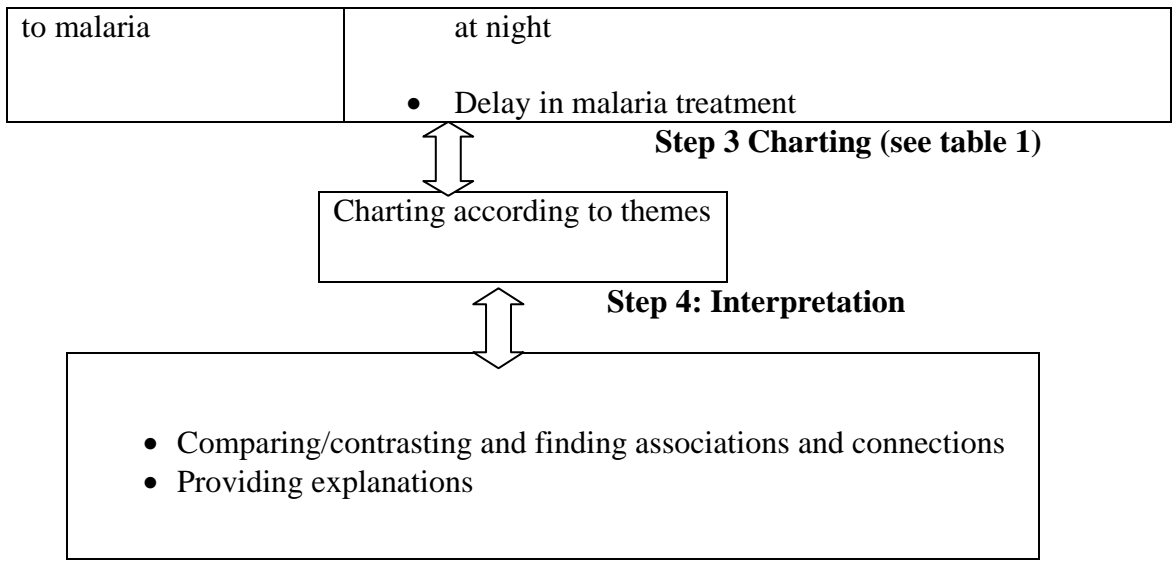 to malaria
at night
• Delay in malaria treatment
Step 3 Charting (see table 1)
Charting according to themes
Step 4: Interpretation
• Comparing/contrasting and finding associations and connections
• Providing explanations